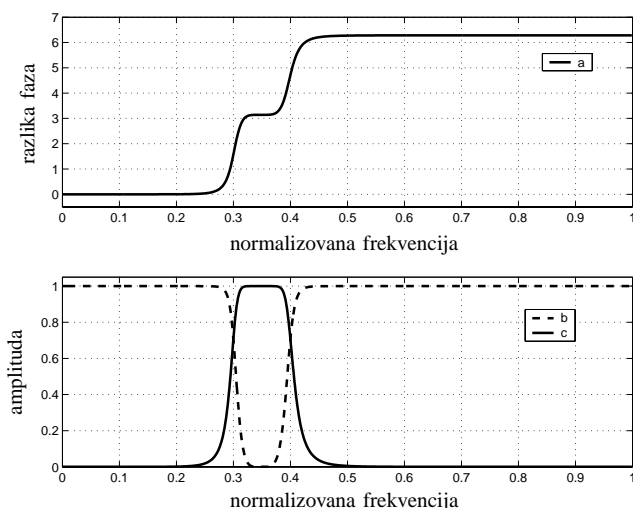 7
6
5
4
3
2
1
0
razlika faza
a
0 0.1 0.2 0.3 0.4 0.5 0.6 0.7 0.8 0.9 1
normalizovana frekvencija
1
0.8
0.6
0.4
0.2
0
amplituda
b
c
0 0.1 0.2 0.3 0.4 0.5 0.6 0.7 0.8 0.9 1
normalizovana frekvencija